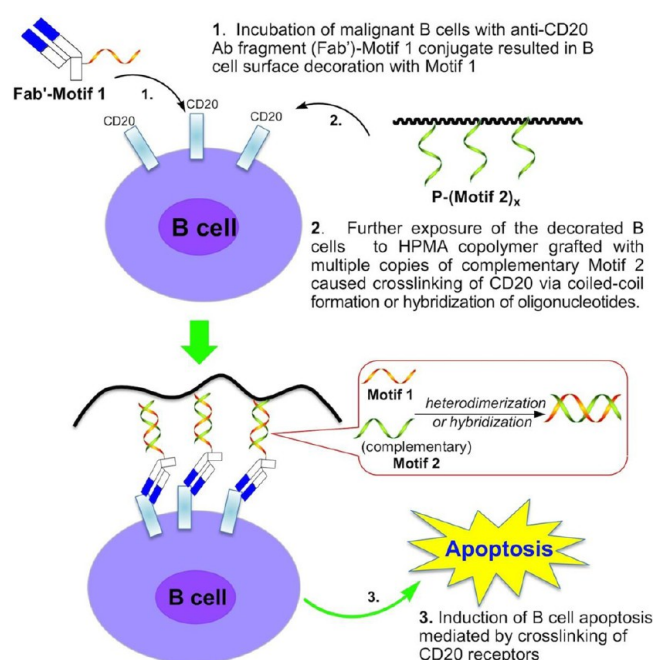 1. Incubation of malignant B cells with anti-CD20
Ab fragment (Fab')-Motif 1 conjugate resulted in B
cell surface decoration with Motif 1
Fab'-Motif 1
1.
CD20
CD20
CD20
2.
P-(Motif 2)x
B cell
2. Further exposure of the decorated B
cells to HPMA copolymer grafted with
multiple copies of complementary Motif 2
caused crosslinking of CD20 via coiled-coil
formation or hybridization of oligonucleotides.
Motif 1
heterodimerization
or hybridization
(complementary)
Motif 2
Apoptosis
B cell
3.
3. Induction of B cell apoptosis
mediated by crosslinking of
CD20 receptors